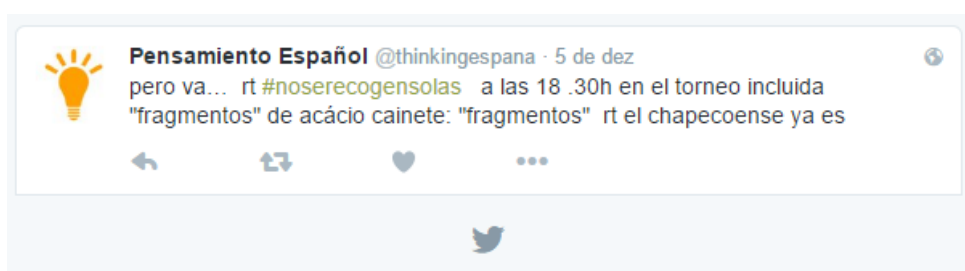 Pensamiento Español @thinkingespana · 5 de dez
pero va... rt #noserecogensolas a las 18 .30h en el torneo incluida
"fragmentos" de acácio cainete: "fragmentos" rt el chapecoense ya es